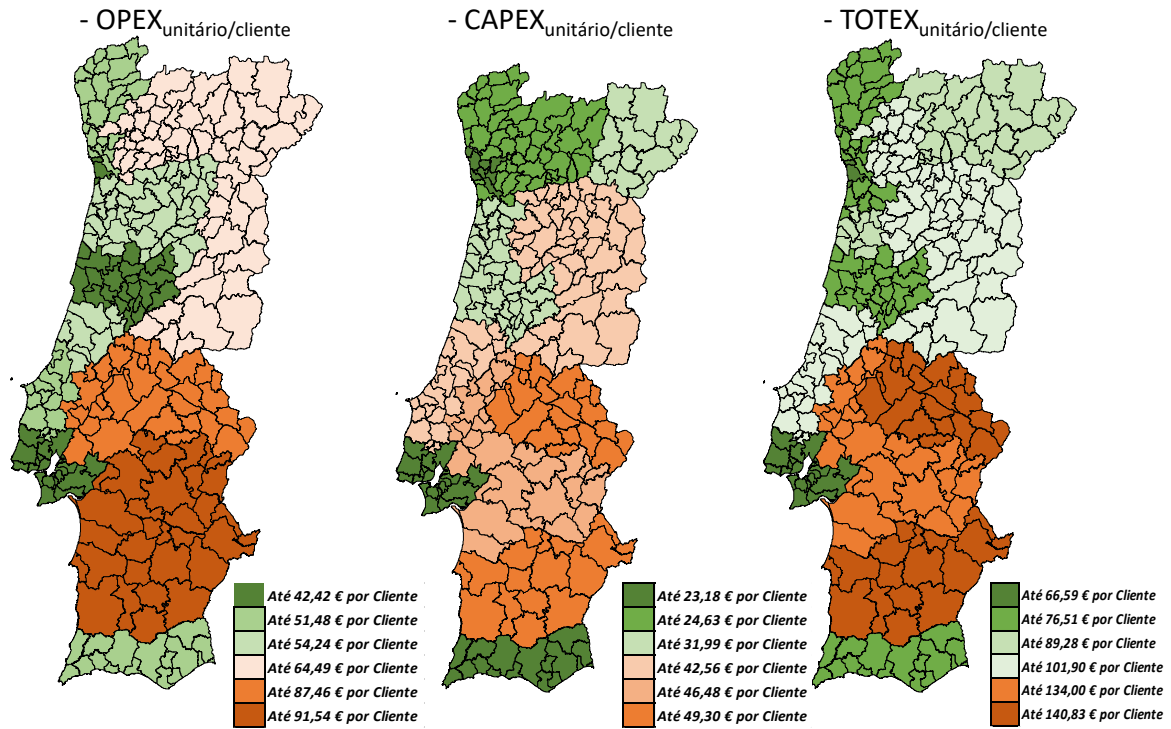 - OPEXunitário/cliente
- CAPEXunitário/cliente
- TOTEXunitário/cliente
Até 42,42 € por Cliente
Até 51,48 € por Cliente
Até 54,24 € por Cliente
Até 64,49 € por Cliente
Até 87,46 € por Cliente
Até 91,54 € por Cliente
Até 23,18 € por Cliente
Até 24,63 € por Cliente
Até 31,99 € por Cliente
Até 42,56 € por Cliente
Até 46,48 € por Cliente
Até 49,30 € por Cliente
Até 66,59 € por Cliente
Até 76,51 € por Cliente
Até 89,28 € por Cliente
Até 101,90 € por Cliente
Até 134,00 € por Cliente
Até 140,83 € por Cliente